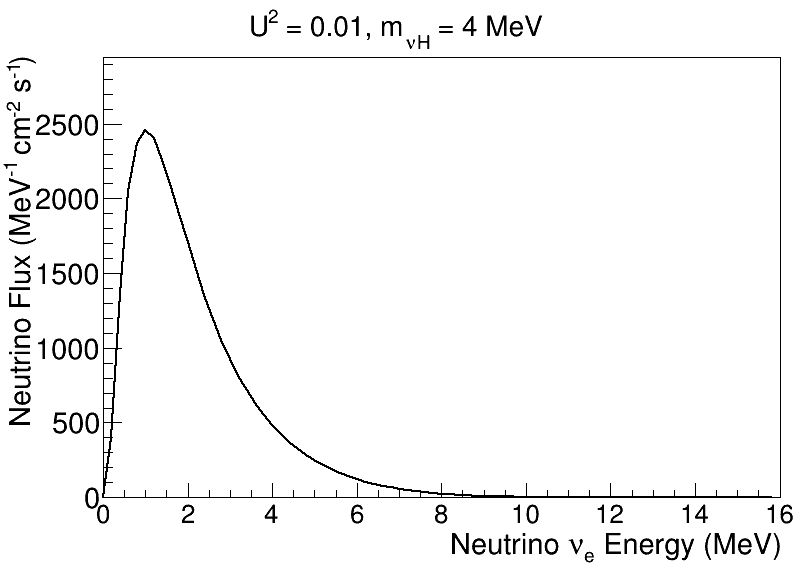 U² = 0.01, m_νH = 4 MeV
Neutrino Flux (MeV⁻¹ cm⁻² s⁻¹)
2500
2000
1500
1000
500
0
0 2 4 6 8 10 12 14 16
Neutrino νₑ Energy (MeV)